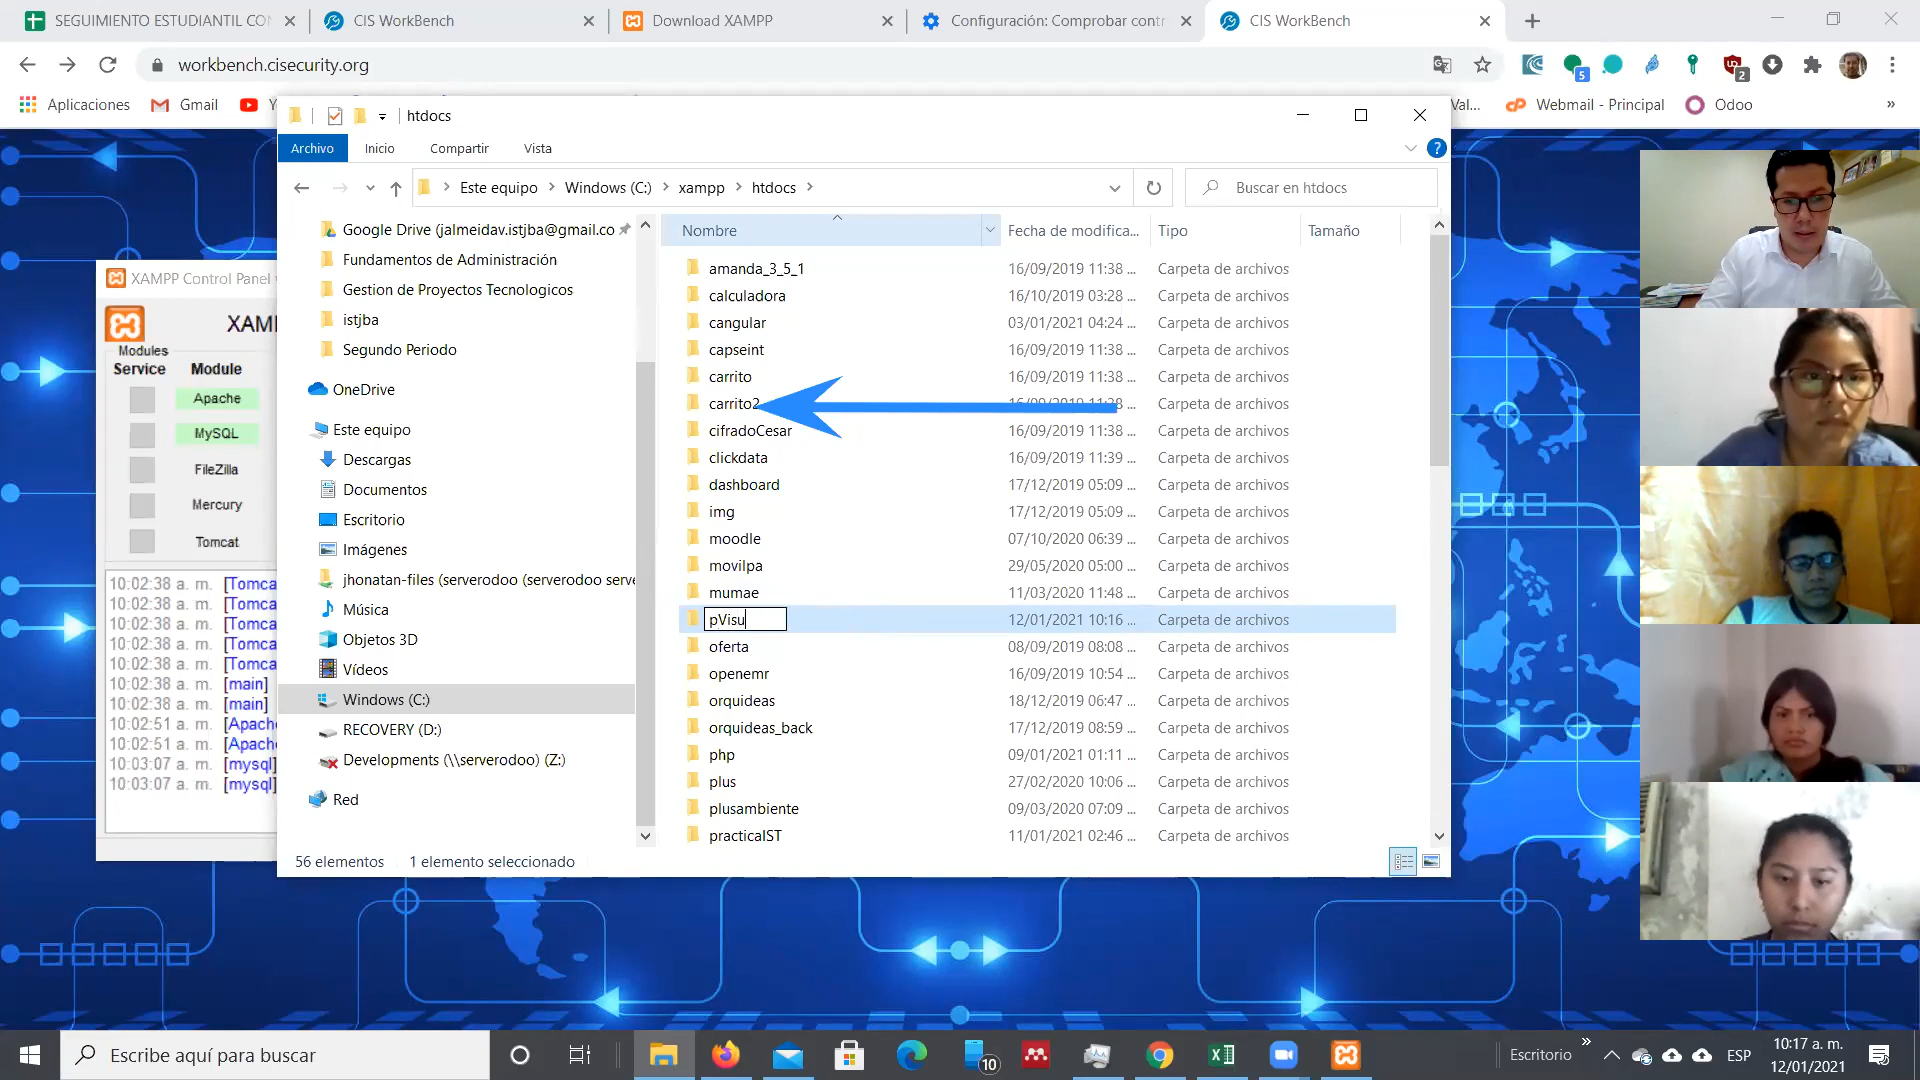 SEGUIMIENTO ESTUDIANTIL CON
CIS WorkBench
Download XAMPP
Configuración: Comprobar contr
CIS WorkBench
workbench.cisecurity.org
5
2
Aplicaciones
Gmail
Webmail - Principal
Odoo
»
htdocs
Archivo
Inicio
Compartir
Vista
Este equipo
Windows (C:)
xampp
htdocs
Buscar en htdocs
Google Drive (jalmeidav.istjba@gmail.co
Fundamentos de Administración
Gestion de Proyectos Tecnologicos
istjba
Segundo Periodo
OneDrive
Este equipo
Descargas
Documentos
Escritorio
Imágenes
jhonatan-files (serverodoo (serverodoo serve
Música
Objetos 3D
Vídeos
Windows (C:)
RECOVERY (D:)
Developments (\\serverodoo) (Z:)
Red
Nombre
Fecha de modifica...
Tipo
Tamaño
amanda_3_5_1 16/09/2019 11:38 ... Carpeta de archivos
calculadora 16/10/2019 03:28 ... Carpeta de archivos
cangular 03/01/2021 04:24 ... Carpeta de archivos
capseint 16/09/2019 11:38 ... Carpeta de archivos
carrito 16/09/2019 11:38 ... Carpeta de archivos
carrito2 16/09/2019 11:38 ... Carpeta de archivos
cifradoCesar 16/09/2019 11:38 ... Carpeta de archivos
clickdata 16/09/2019 11:39 ... Carpeta de archivos
dashboard 17/12/2019 05:09 ... Carpeta de archivos
img 17/12/2019 05:09 ... Carpeta de archivos
moodle 07/10/2020 06:39 ... Carpeta de archivos
movilpa 29/05/2020 05:00 ... Carpeta de archivos
mumae 11/03/2020 11:48 ... Carpeta de archivos
pVisu 12/01/2021 10:16 ... Carpeta de archivos
oferta 08/09/2019 08:08 ... Carpeta de archivos
openemr 16/09/2019 10:54 ... Carpeta de archivos
orquideas 18/12/2019 06:47 ... Carpeta de archivos
orquideas_back 17/12/2019 08:59 ... Carpeta de archivos
php 09/01/2021 01:11 ... Carpeta de archivos
plus 27/02/2020 10:06 ... Carpeta de archivos
plusambiente 09/03/2020 07:09 ... Carpeta de archivos
practicaIST 11/01/2021 02:46 ... Carpeta de archivos
56 elementos
1 elemento seleccionado
XAMPP Control Panel
XAMP
Modules
Service
Module
Apache
MySQL
FileZilla
Mercury
Tomcat
10:02:38 a. m. [Tomca
10:02:38 a. m. [Tomca
10:02:38 a. m. [Tomca
10:02:38 a. m. [Tomca
10:02:38 a. m. [Tomca
10:02:38 a. m. [main]
10:02:38 a. m. [main]
10:02:51 a. m. [Apache
10:02:51 a. m. [Apach
10:03:07 a. m. [mysql]
10:03:07 a. m. [mysql]
Escribe aquí para buscar
10
Escritorio
»
ESP
10:17 a. m.
12/01/2021